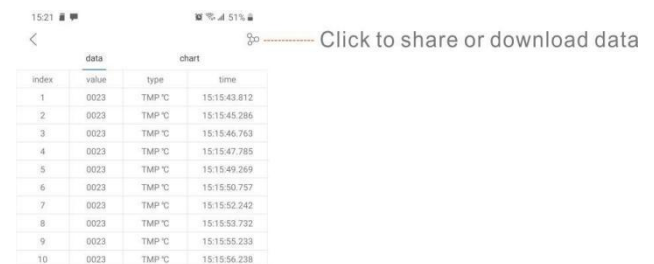 15:21 51%
Click to share or download data
data chart
index value type time
1 0023 TMP ℃ 15:15:43.812
2 0023 TMP ℃ 15:15:45.286
3 0023 TMP ℃ 15:15:46.763
4 0023 TMP ℃ 15:15:47.785
5 0023 TMP ℃ 15:15:49.269
6 0023 TMP ℃ 15:15:50.757
7 0023 TMP ℃ 15:15:52.242
8 0023 TMP ℃ 15:15:53.732
9 0023 TMP ℃ 15:15:55.233
10 0023 TMP ℃ 15:15:56.238